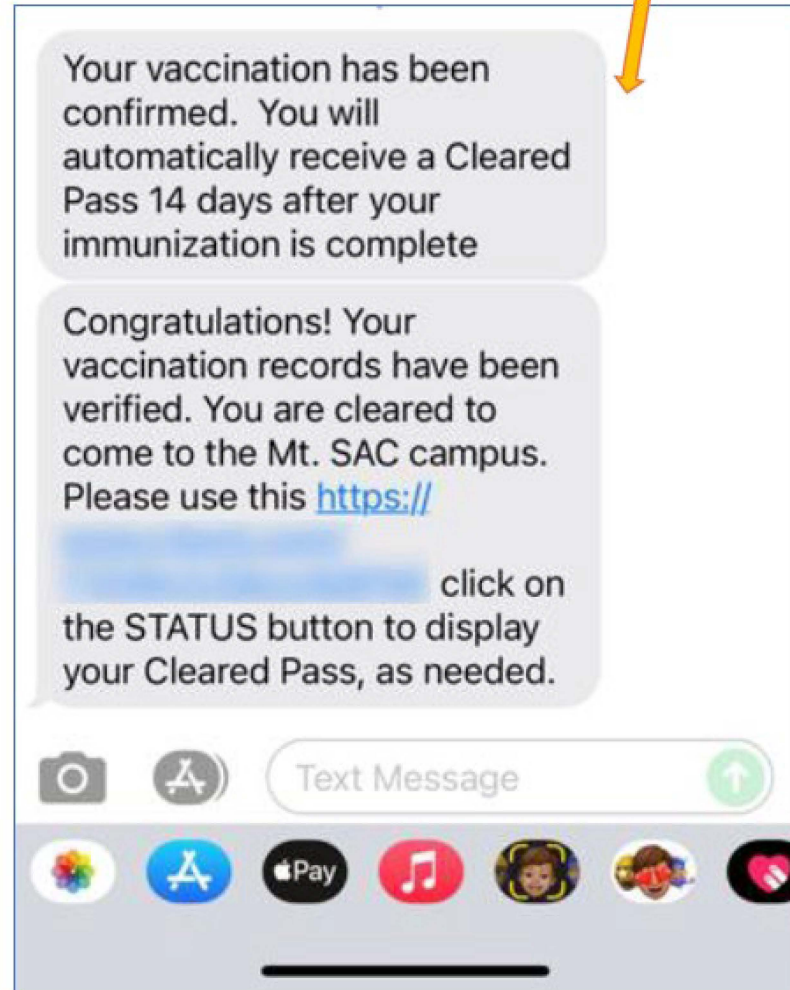 Your vaccination has been
confirmed.  You will
automatically receive a Cleared
Pass 14 days after your
immunization is complete
Congratulations! Your
vaccination records have been
verified. You are cleared to
come to the Mt. SAC campus.
Please use this https://
click on
the STATUS button to display
your Cleared Pass, as needed.
Text Message
Pay